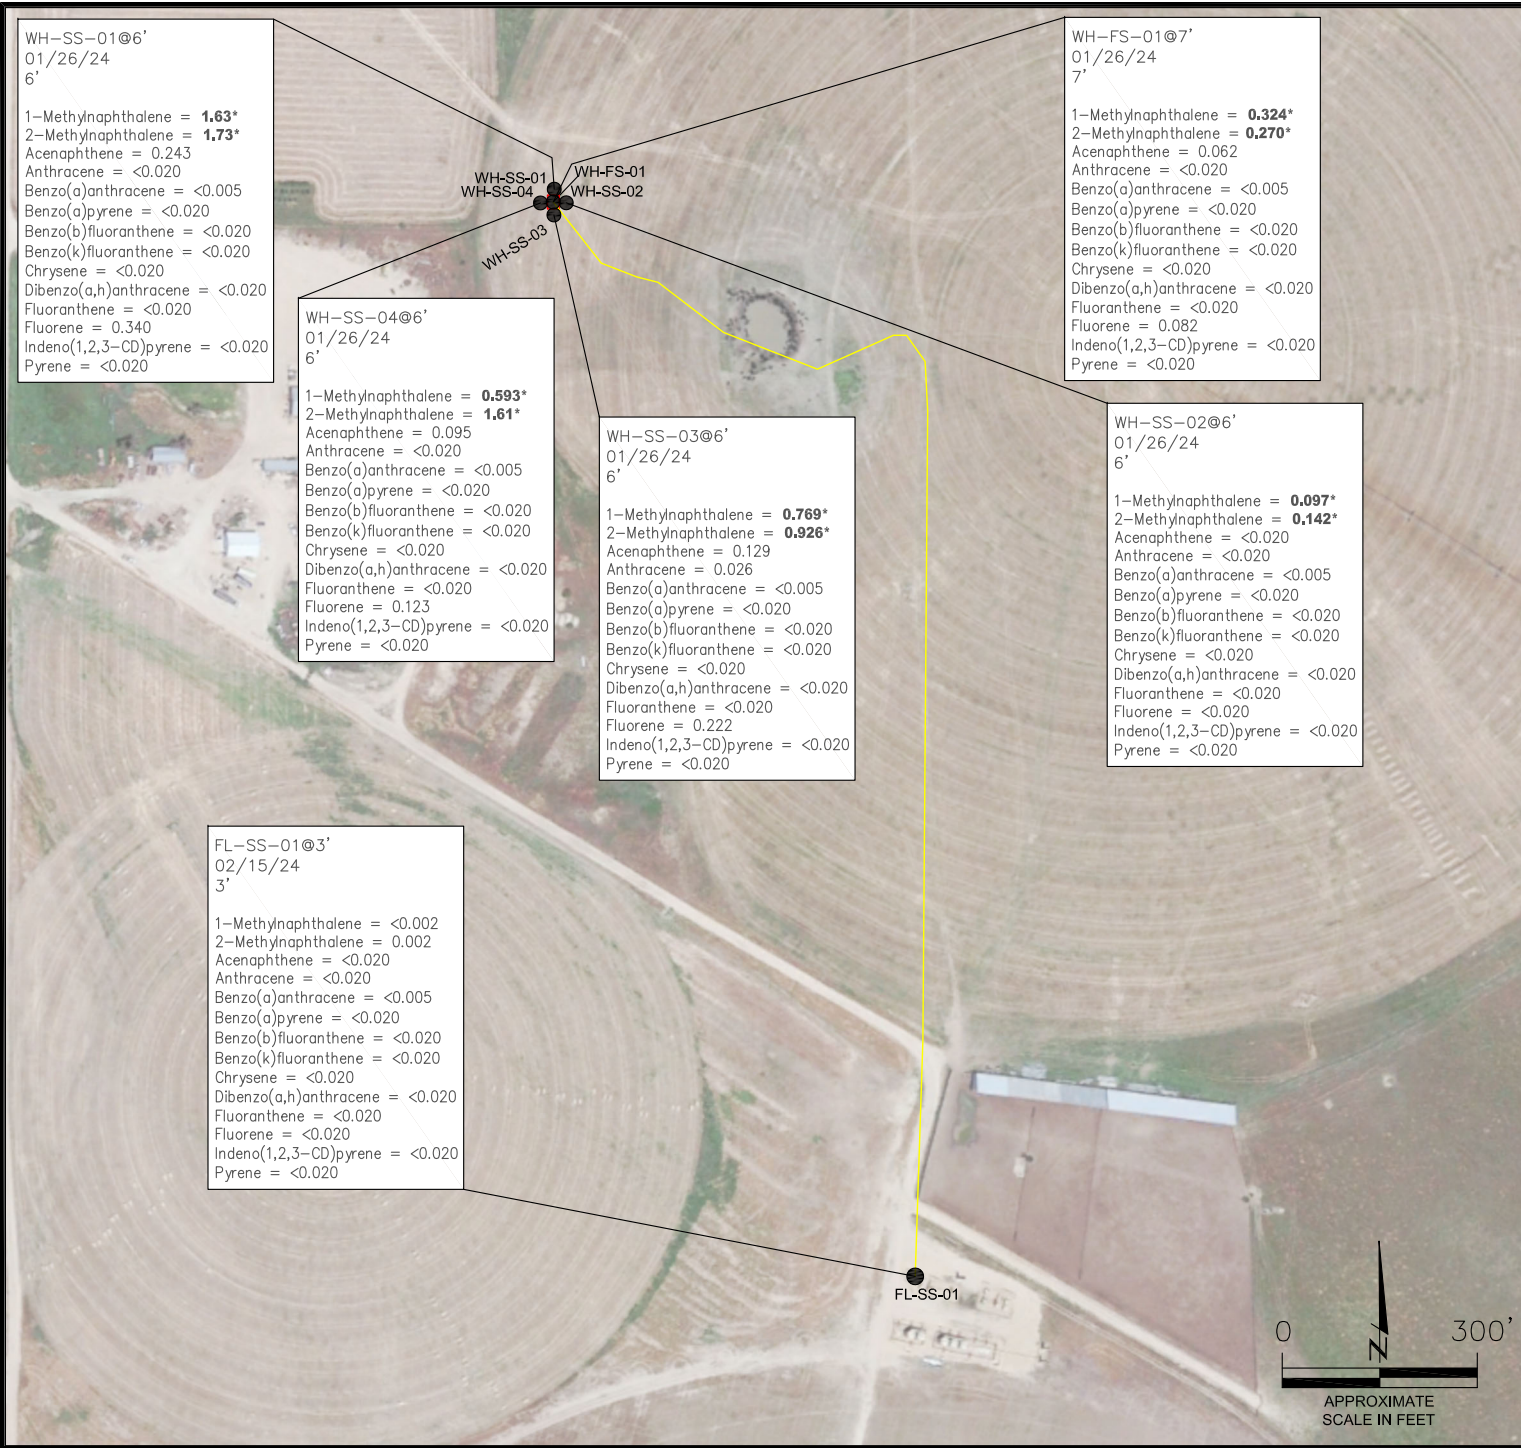 WH-SS-01@6'
01/26/24
6'
1-Methylnaphthalene = 1.63*
2-Methylnaphthalene = 1.73*
Acenaphthene = 0.243
Anthracene = <0.020
Benzo(a)anthracene = <0.005
Benzo(a)pyrene = <0.020
Benzo(b)fluoranthene = <0.020
Benzo(k)fluoranthene = <0.020
Chrysene = <0.020
Dibenzo(a,h)anthracene = <0.020
Fluoranthene = <0.020
Fluorene = 0.340
Indeno(1,2,3-CD)pyrene = <0.020
Pyrene = <0.020
WH-FS-01@7'
01/26/24
7'
1-Methylnaphthalene = 0.324*
2-Methylnaphthalene = 0.270*
Acenaphthene = 0.062
Anthracene = <0.020
Benzo(a)anthracene = <0.005
Benzo(a)pyrene = <0.020
Benzo(b)fluoranthene = <0.020
Benzo(k)fluoranthene = <0.020
Chrysene = <0.020
Dibenzo(a,h)anthracene = <0.020
Fluoranthene = <0.020
Fluorene = 0.082
Indeno(1,2,3-CD)pyrene = <0.020
Pyrene = <0.020
WH-SS-01
WH-FS-01
WH-SS-04
WH-SS-02
WH-SS-03
WH-SS-04@6'
01/26/24
6'
1-Methylnaphthalene = 0.593*
2-Methylnaphthalene = 1.61*
Acenaphthene = 0.095
Anthracene = <0.020
Benzo(a)anthracene = <0.005
Benzo(a)pyrene = <0.020
Benzo(b)fluoranthene = <0.020
Benzo(k)fluoranthene = <0.020
Chrysene = <0.020
Dibenzo(a,h)anthracene = <0.020
Fluoranthene = <0.020
Fluorene = 0.123
Indeno(1,2,3-CD)pyrene = <0.020
Pyrene = <0.020
WH-SS-03@6'
01/26/24
6'
1-Methylnaphthalene = 0.769*
2-Methylnaphthalene = 0.926*
Acenaphthene = 0.129
Anthracene = 0.026
Benzo(a)anthracene = <0.005
Benzo(a)pyrene = <0.020
Benzo(b)fluoranthene = <0.020
Benzo(k)fluoranthene = <0.020
Chrysene = <0.020
Dibenzo(a,h)anthracene = <0.020
Fluoranthene = <0.020
Fluorene = 0.222
Indeno(1,2,3-CD)pyrene = <0.020
Pyrene = <0.020
WH-SS-02@6'
01/26/24
6'
1-Methylnaphthalene = 0.097*
2-Methylnaphthalene = 0.142*
Acenaphthene = <0.020
Anthracene = <0.020
Benzo(a)anthracene = <0.005
Benzo(a)pyrene = <0.020
Benzo(b)fluoranthene = <0.020
Benzo(k)fluoranthene = <0.020
Chrysene = <0.020
Dibenzo(a,h)anthracene = <0.020
Fluoranthene = <0.020
Fluorene = <0.020
Indeno(1,2,3-CD)pyrene = <0.020
Pyrene = <0.020
FL-SS-01@3'
02/15/24
3'
1-Methylnaphthalene = <0.002
2-Methylnaphthalene = 0.002
Acenaphthene = <0.020
Anthracene = <0.020
Benzo(a)anthracene = <0.005
Benzo(a)pyrene = <0.020
Benzo(b)fluoranthene = <0.020
Benzo(k)fluoranthene = <0.020
Chrysene = <0.020
Dibenzo(a,h)anthracene = <0.020
Fluoranthene = <0.020
Fluorene = <0.020
Indeno(1,2,3-CD)pyrene = <0.020
Pyrene = <0.020
FL-SS-01
N
0 300'
APPROXIMATE
SCALE IN FEET